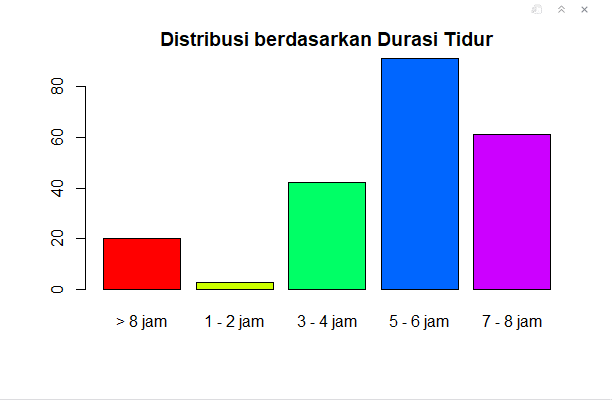 Distribusi berdasarkan Durasi Tidur
80
60
40
20
0
> 8 jam
1 - 2 jam
3 - 4 jam
5 - 6 jam
7 - 8 jam